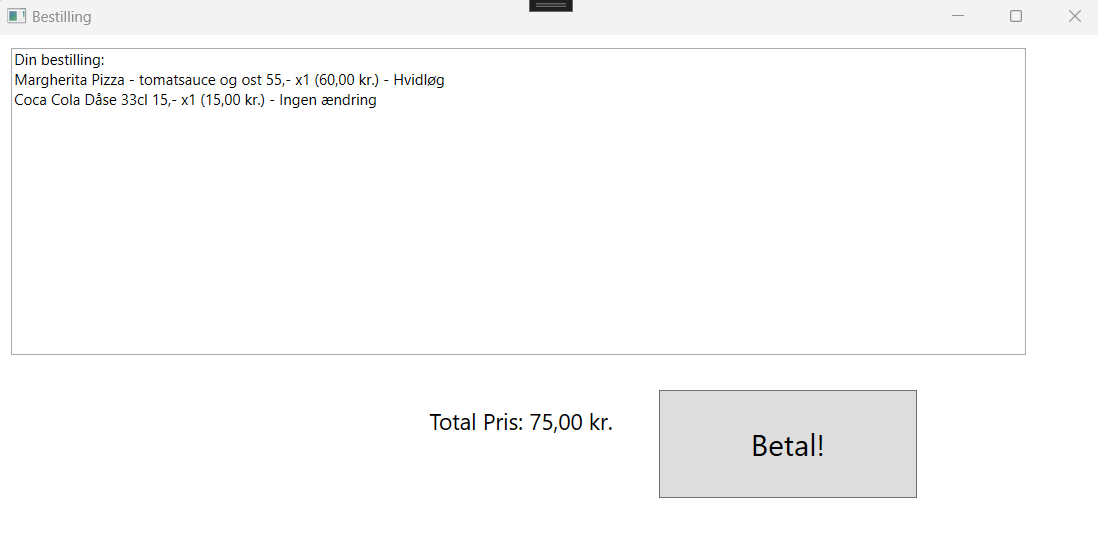 Bestilling
Din bestilling:
Margherita Pizza - tomatsauce og ost 55,- x1 (60,00 kr.) - Hvidløg
Coca Cola Dåse 33cl 15,- x1 (15,00 kr.) - Ingen ændring
Total Pris: 75,00 kr.
Betal!